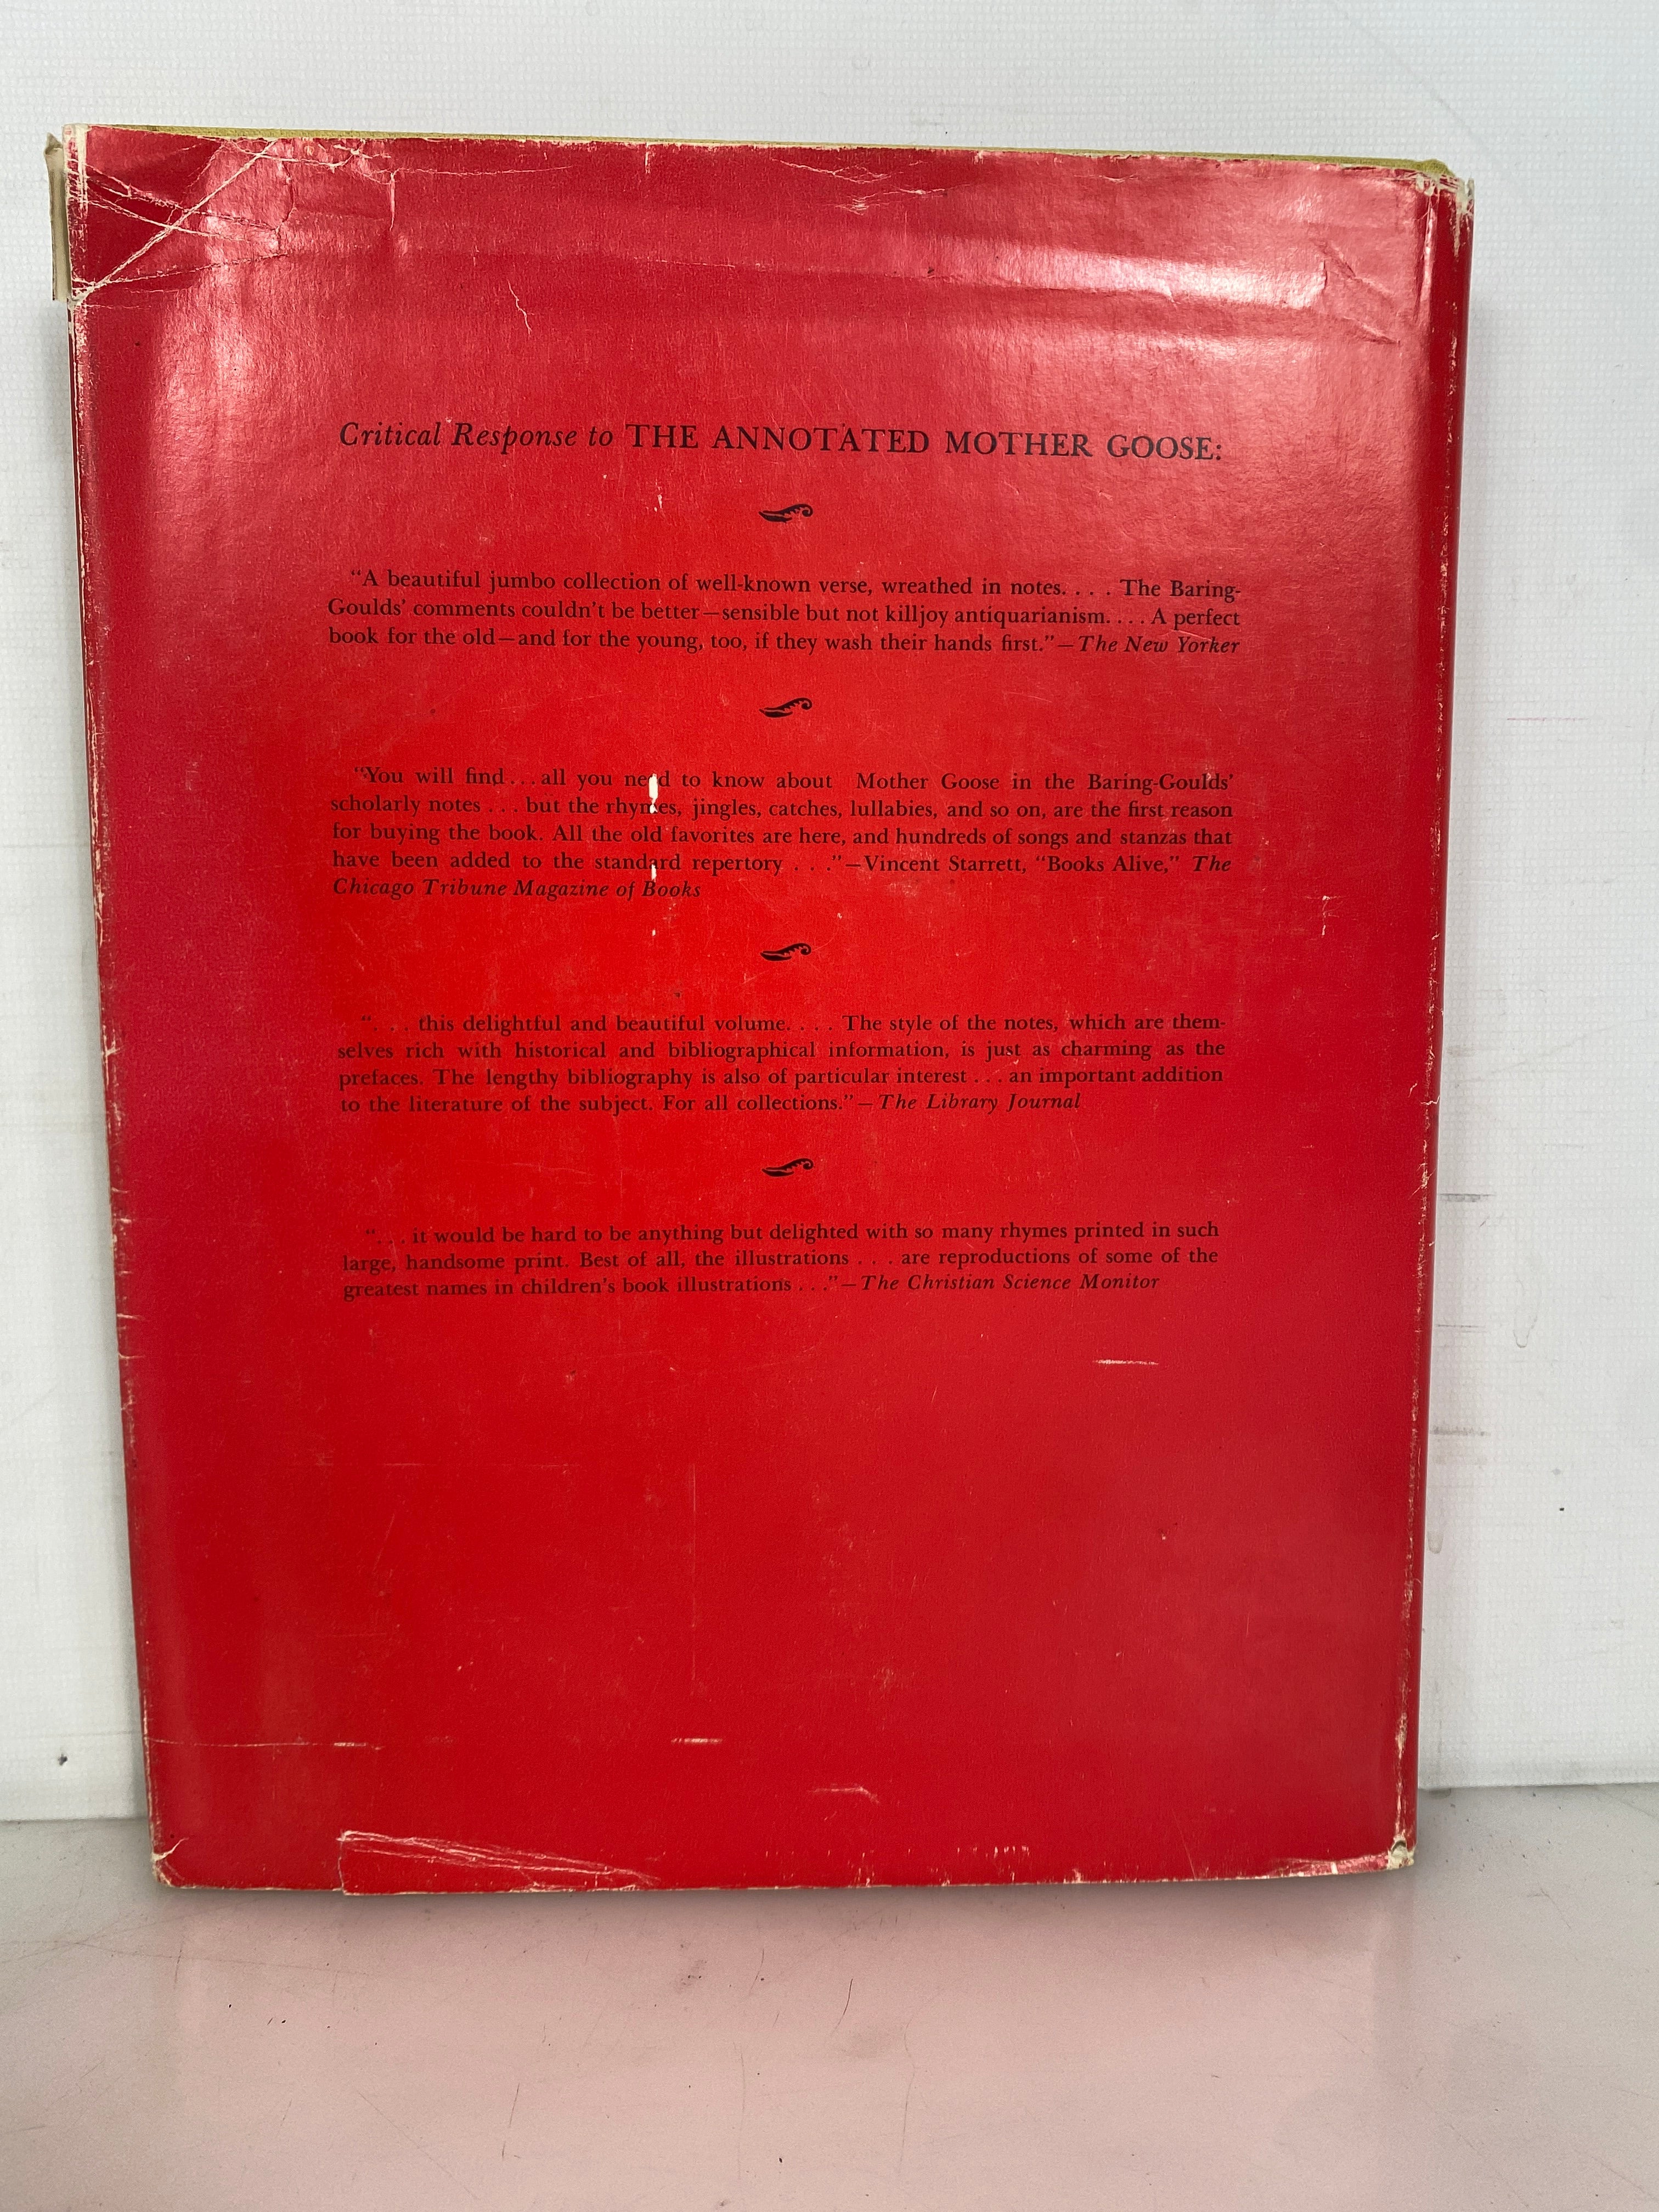 Critical Response to THE ANNOTATED MOTHER GOOSE:
“A beautiful jumbo collection of well-known verse, wreathed in notes. . . . The Baring-
Goulds’ comments couldn’t be better—sensible but not killjoy antiquarianism. . . . A perfect
book for the old—and for the young, too, if they wash their hands first.”—The New Yorker
“You will find . . . all you need to know about Mother Goose in the Baring-Goulds’
scholarly notes . . . but the rhymes, jingles, catches, lullabies, and so on, are the first reason
for buying the book. All the old favorites are here, and hundreds of songs and stanzas that
have been added to the standard repertory . . .”—Vincent Starrett, “Books Alive,” The
Chicago Tribune Magazine of Books
“. . . this delightful and beautiful volume. . . . The style of the notes, which are them-
selves rich with historical and bibliographical information, is just as charming as the
prefaces. The lengthy bibliography is also of particular interest . . . an important addition
to the literature of the subject. For all collections.”—The Library Journal
“. . . it would be hard to be anything but delighted with so many rhymes printed in such
large, handsome print. Best of all, the illustrations . . . are reproductions of some of the
greatest names in children’s book illustrations . . .”—The Christian Science Monitor